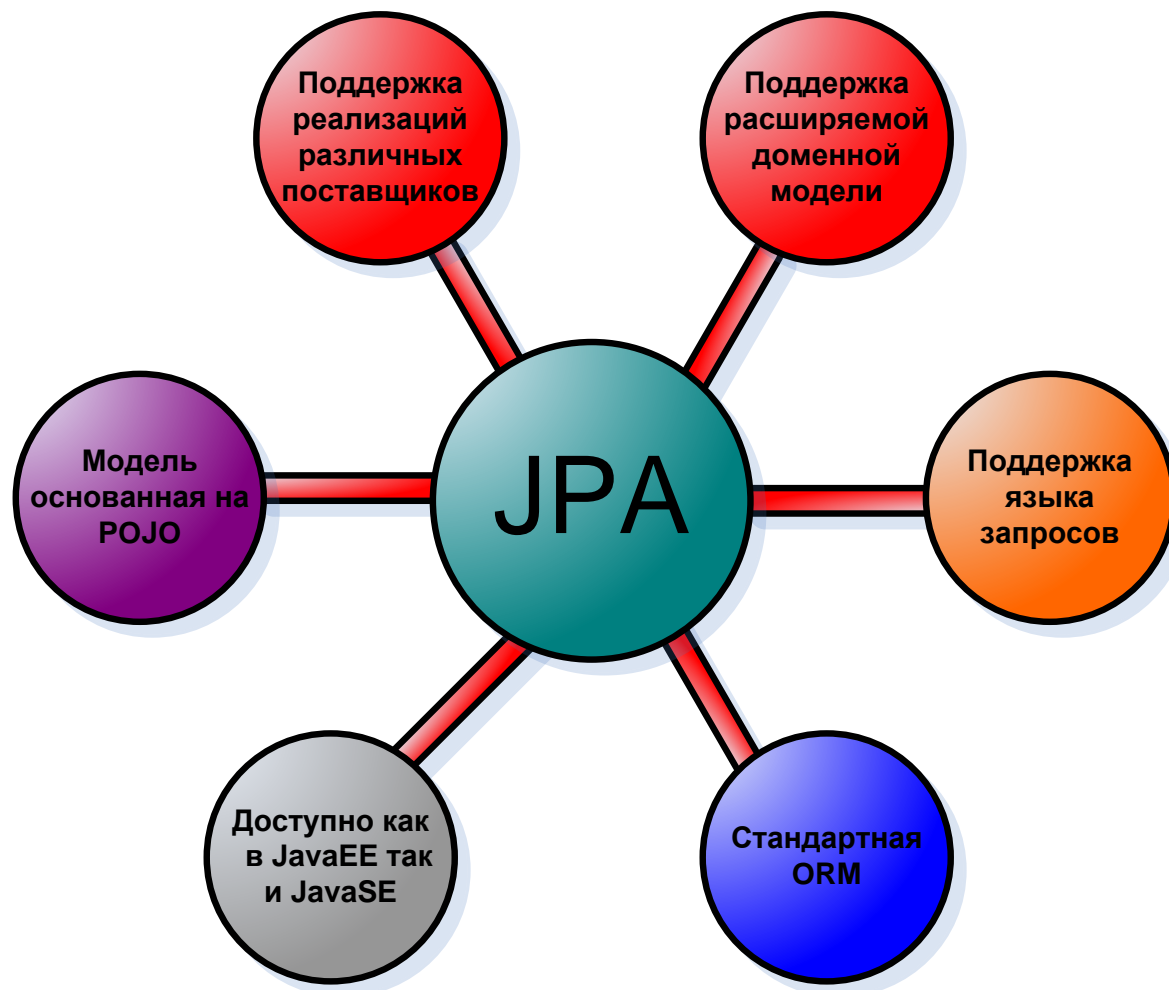 Поддержка
реализаций
различных
поставщиков
Поддержка
расширяемой
доменной
модели
Модель
основанная на
POJO
JPA
Поддержка
языка
запросов
Доступно как
в JavaEE так
и JavaSE
Стандартная
ORM